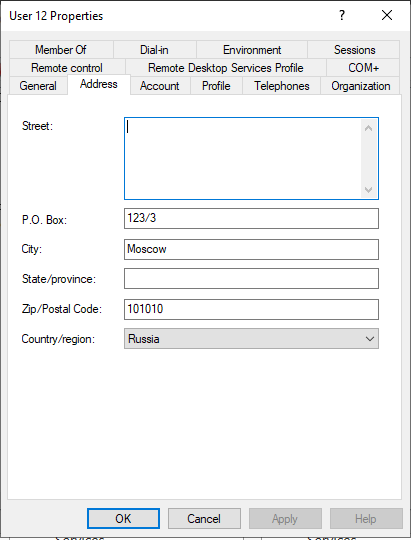 User 12 Properties ? ×
Member Of Dial-in Environment Sessions
Remote control Remote Desktop Services Profile COM+
General Address Account Profile Telephones Organization
Street:
P.O. Box: 123/3
City: Moscow
State/province:
Zip/Postal Code: 101010
Country/region: Russia
OK Cancel Apply Help